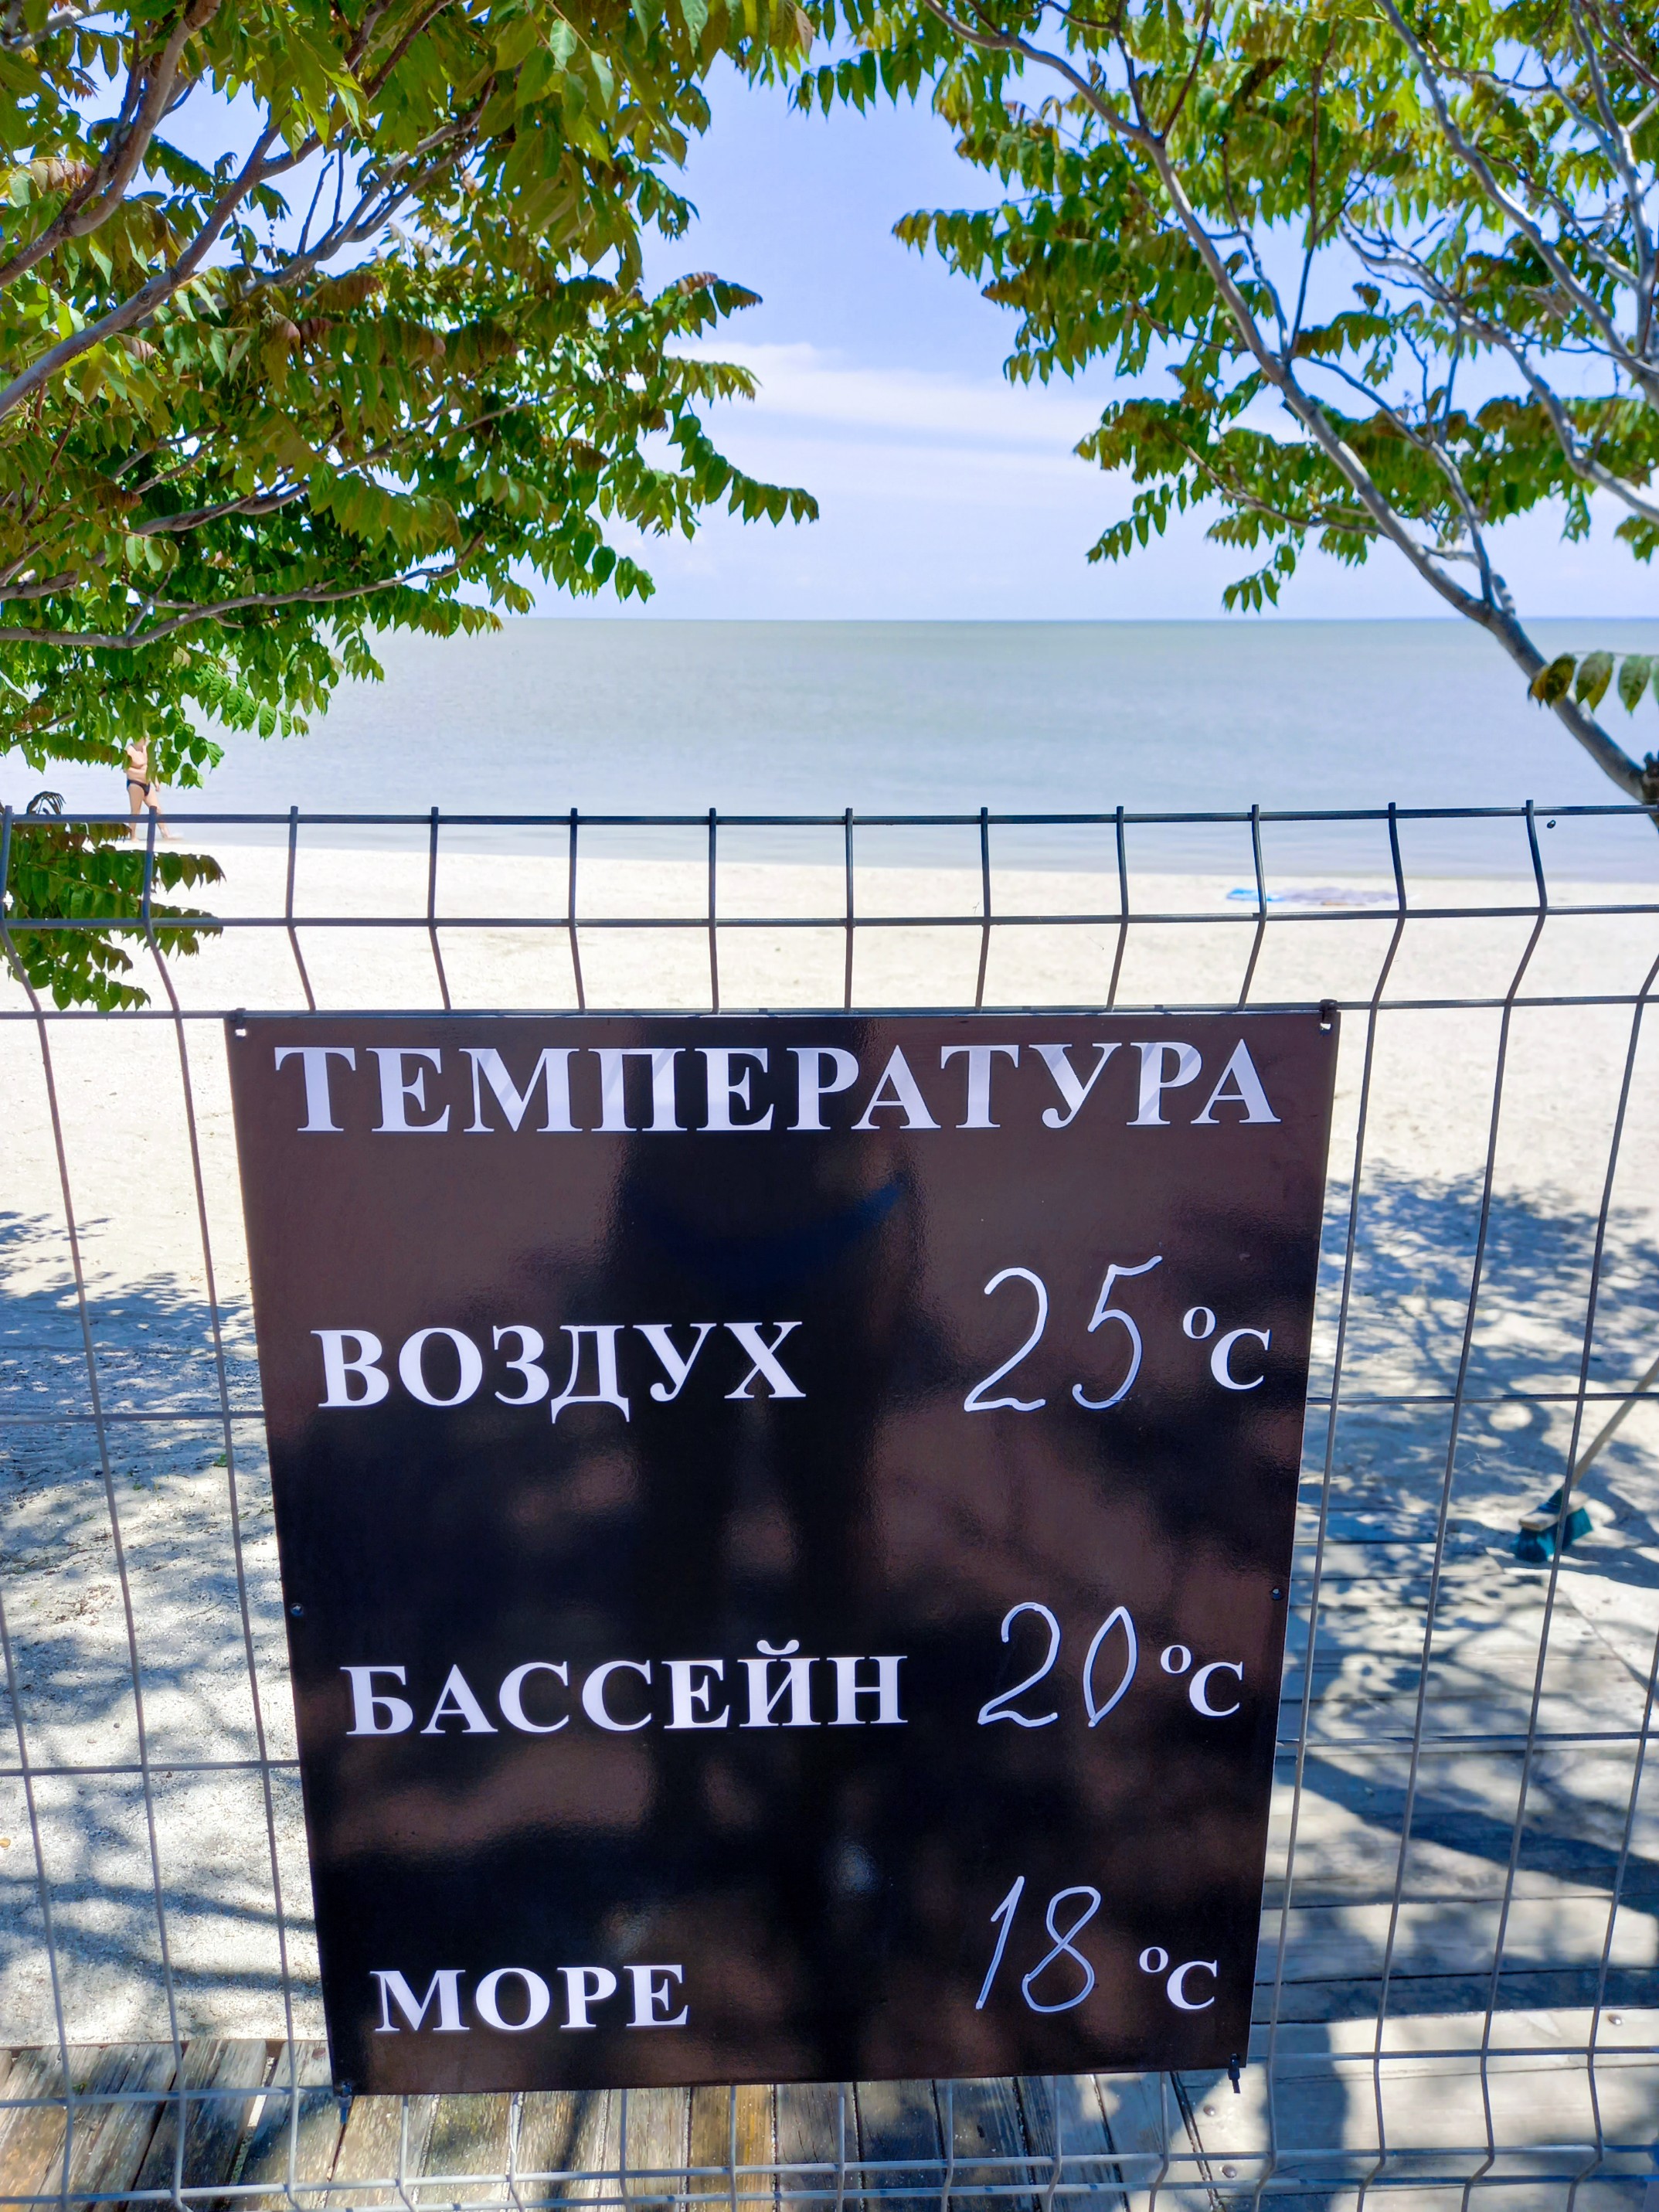 ТЕМПЕРАТУРА
ВОЗДУХ 25 °С
БАССЕЙН 20 °С
МОРЕ 18 °С